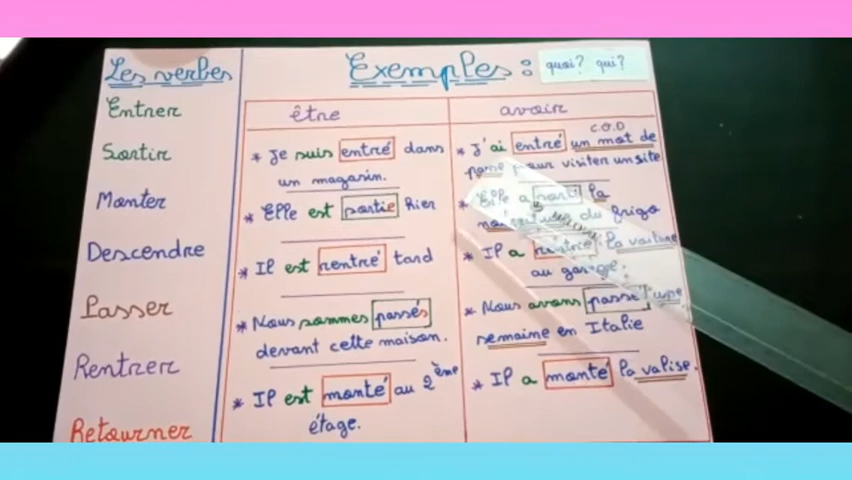 Les verbes
Entrer
Sortir
Monter
Descendre
Passer
Rentrer
Retourner
Exemples :
quoi? qui?
être
* Je suis entré dans
un magasin.
* Elle est sortie hier
* Il est rentré tard
* Nous sommes passés
devant cette maison.
* Il est monté au 2ème
étage.
avoir
C.O.D
* J'ai entré un mot de
passe pour visiter un site
* Elle a sorti la
du frigo
* Il a rentré la voiture
au garage.
* Nous avons passé une
semaine en Italie
* Il a monté la valise.